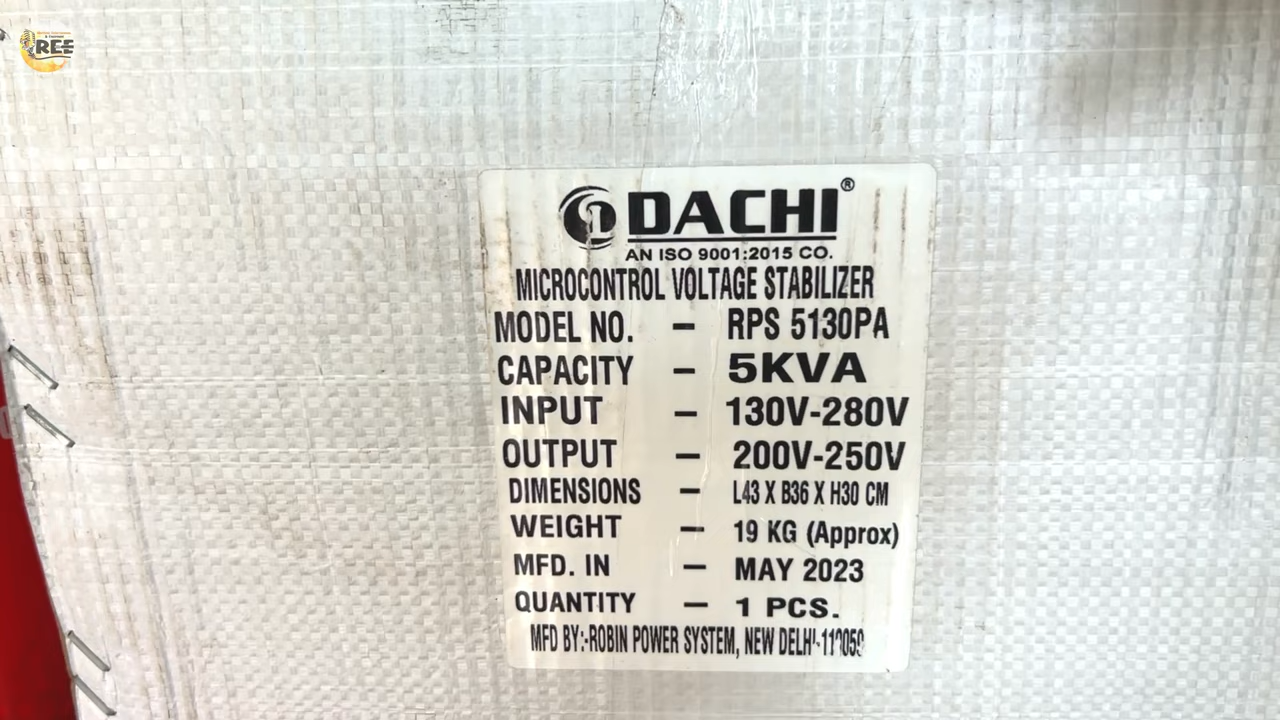 REE
DACHI®
AN ISO 9001:2015 CO.
MICROCONTROL VOLTAGE STABILIZER
MODEL NO. – RPS 5130PA
CAPACITY – 5KVA
INPUT – 130V-280V
OUTPUT – 200V-250V
DIMENSIONS – L43 X B36 X H30 CM
WEIGHT – 19 KG (Approx)
MFD. IN – MAY 2023
QUANTITY – 1 PCS.
MFD BY:-ROBIN POWER SYSTEM, NEW DELHI-110059